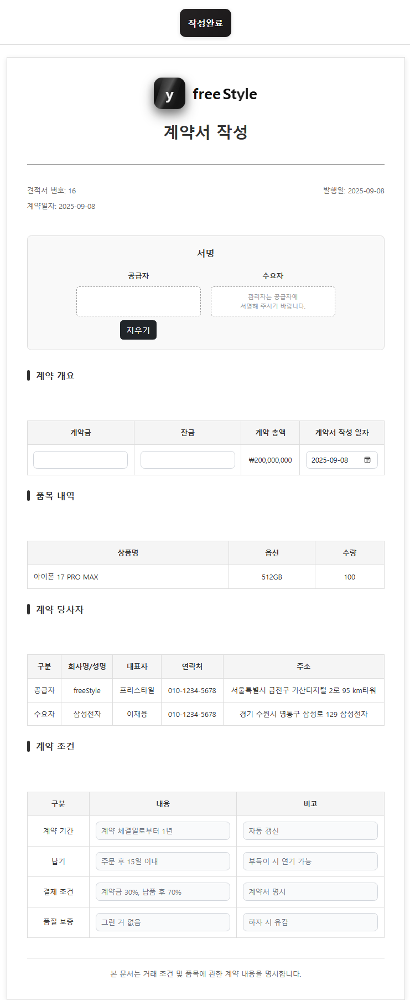 작성완료
y
free Style
계약서 작성
견적서 번호: 16
발행일: 2025-09-08
계약일자: 2025-09-08
서명
공급자 수요자
관리자는 공급자에
서명해 주시기 바랍니다.
지우기
계약 개요
계약금 잔금 계약 총액 계약서 작성 일자
₩200,000,000 2025-09-08
품목 내역
상품명 옵션 수량
아이폰 17 PRO MAX 512GB 100
계약 당사자
구분 회사명/성명 대표자 연락처 주소
공급자 freeStyle 프리스타일 010-1234-5678 서울특별시 금천구 가산디지털 2로 95 km타워
수요자 삼성전자 이재용 010-1234-5678 경기 수원시 영통구 삼성로 129 삼성전자
계약 조건
구분 내용 비고
계약 기간 계약 체결일로부터 1년 자동 갱신
납기 주문 후 15일 이내 부득이 시 연기 가능
결제 조건 계약금 30%, 납품 후 70% 계약서 명시
품질 보증 그런 거 없음 하자 시 유감
본 문서는 거래 조건 및 품목에 관한 계약 내용을 명시합니다.